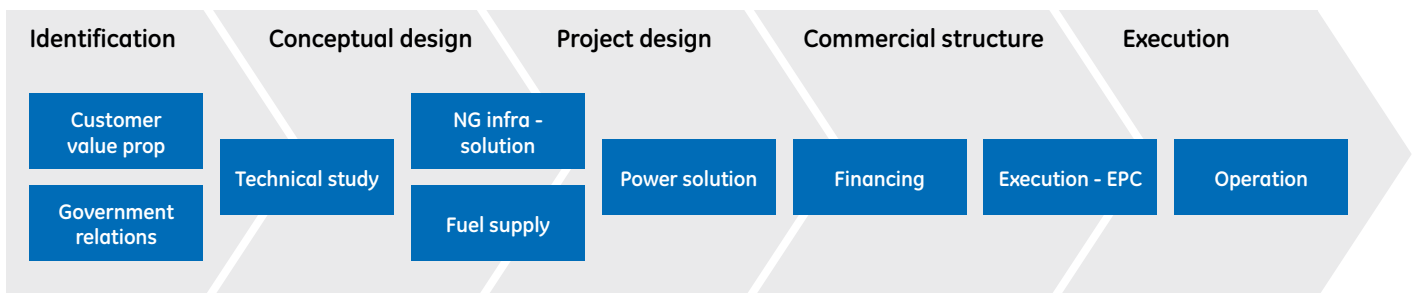 Identification
Conceptual design
Project design
Commercial structure
Execution
Customer
value prop
Government
relations
Technical study
NG infra -
solution
Fuel supply
Power solution
Financing
Execution - EPC
Operation